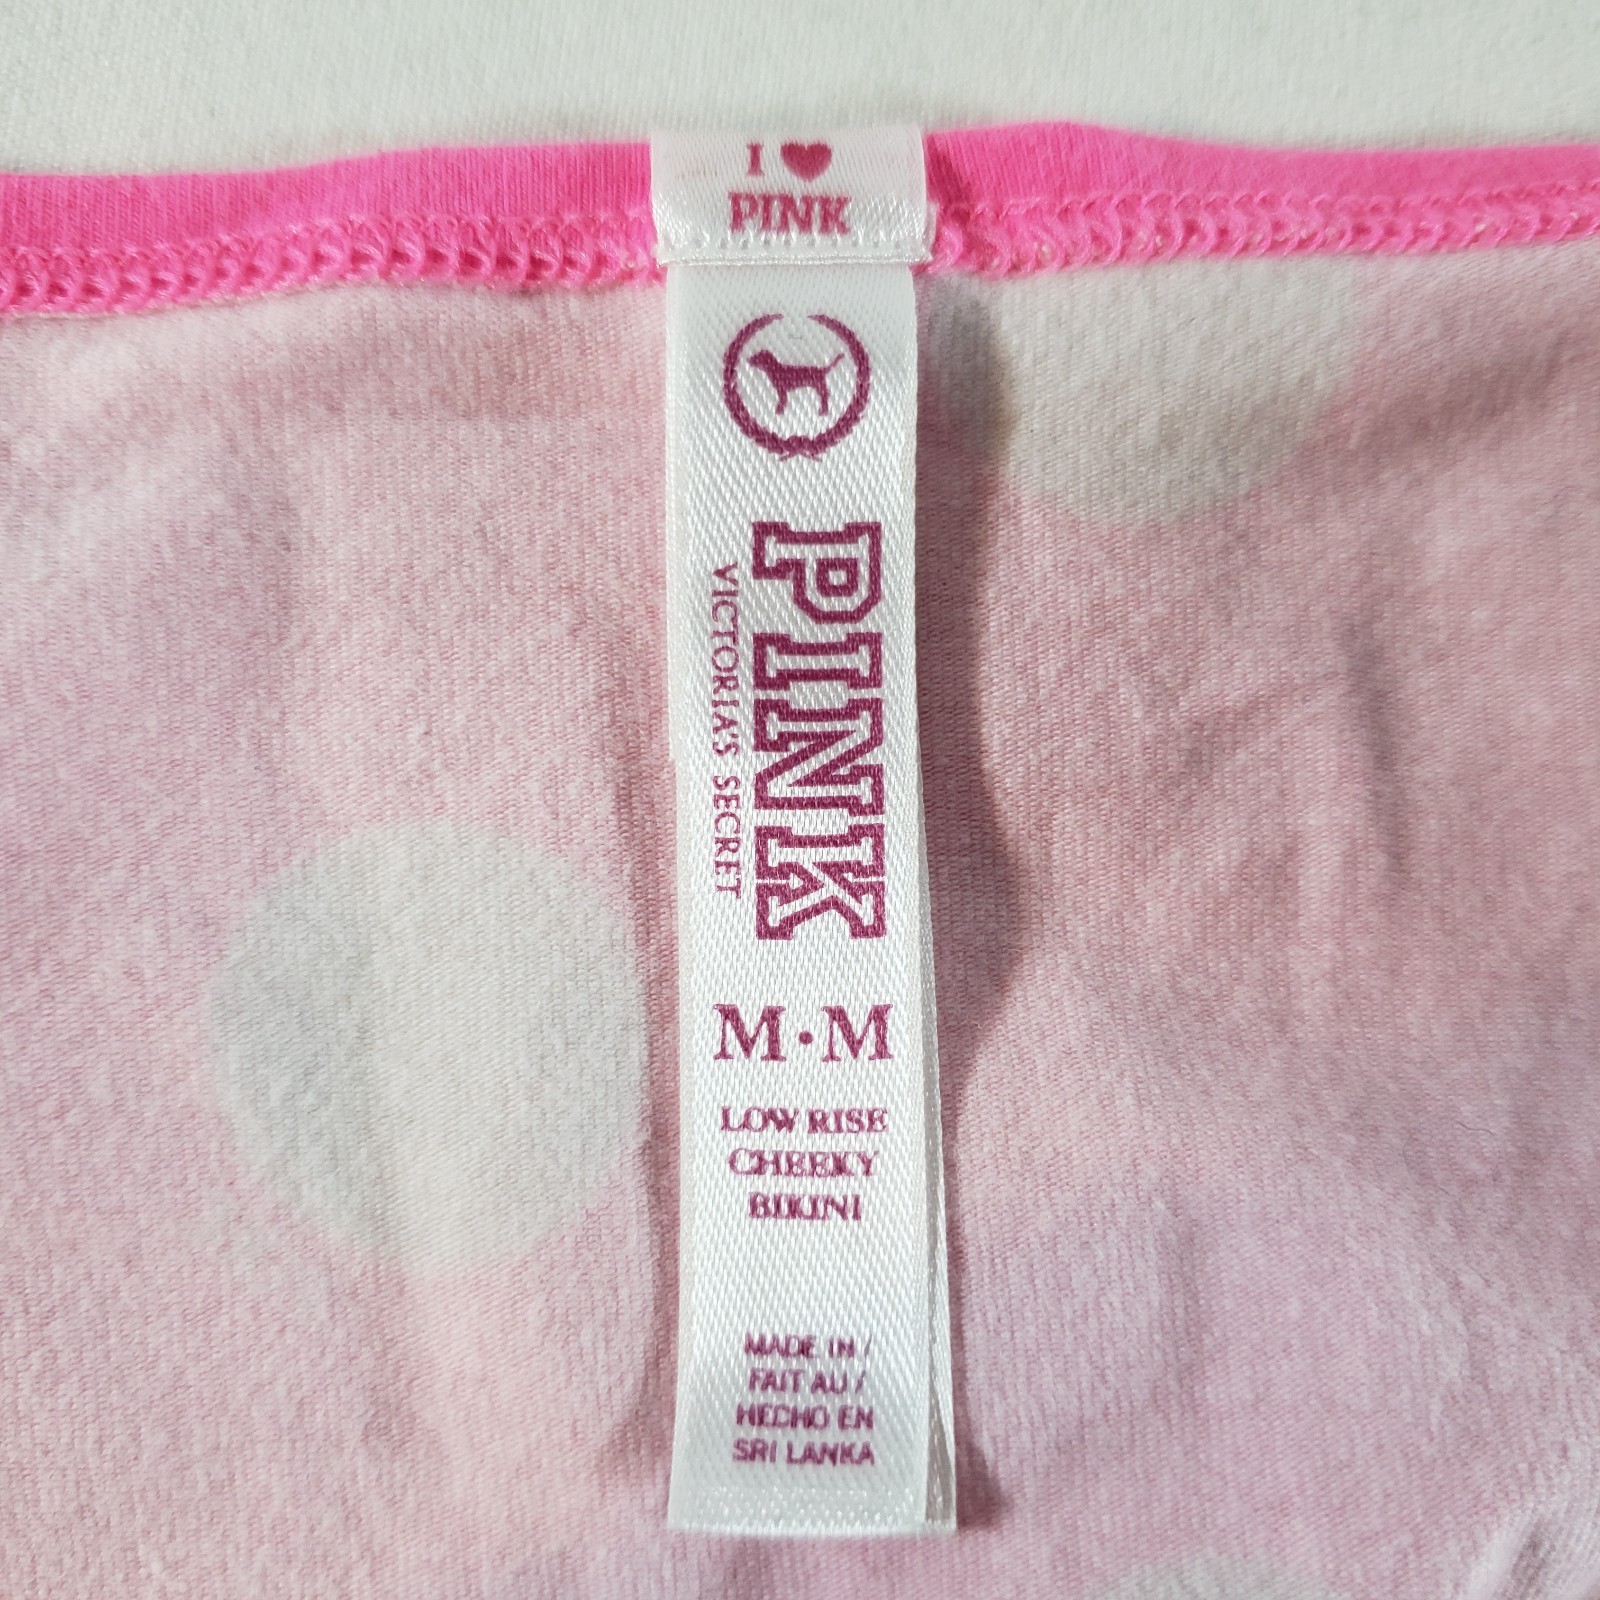 I ♥
PINK
PINK
VICTORIA'S SECRET
M•M
LOW RISE
CHEEKY
BIKINI
MADE IN /
FAIT AU /
HECHO EN
SRI LANKA